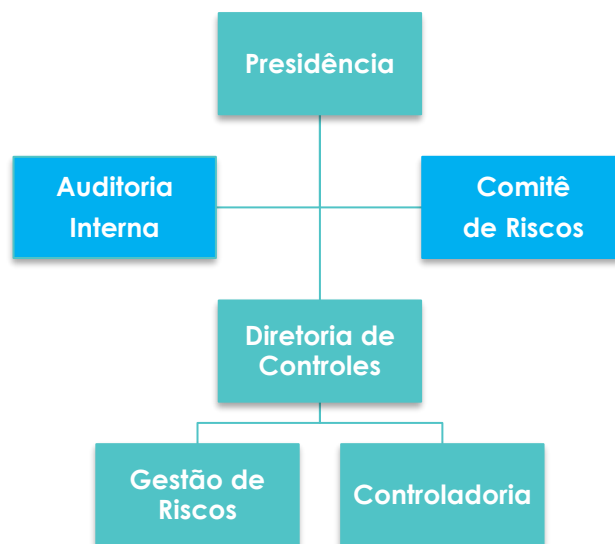 Presidência
Auditoria
Interna
Comitê
de Riscos
Diretoria de
Controles
Gestão de
Riscos
Controladoria